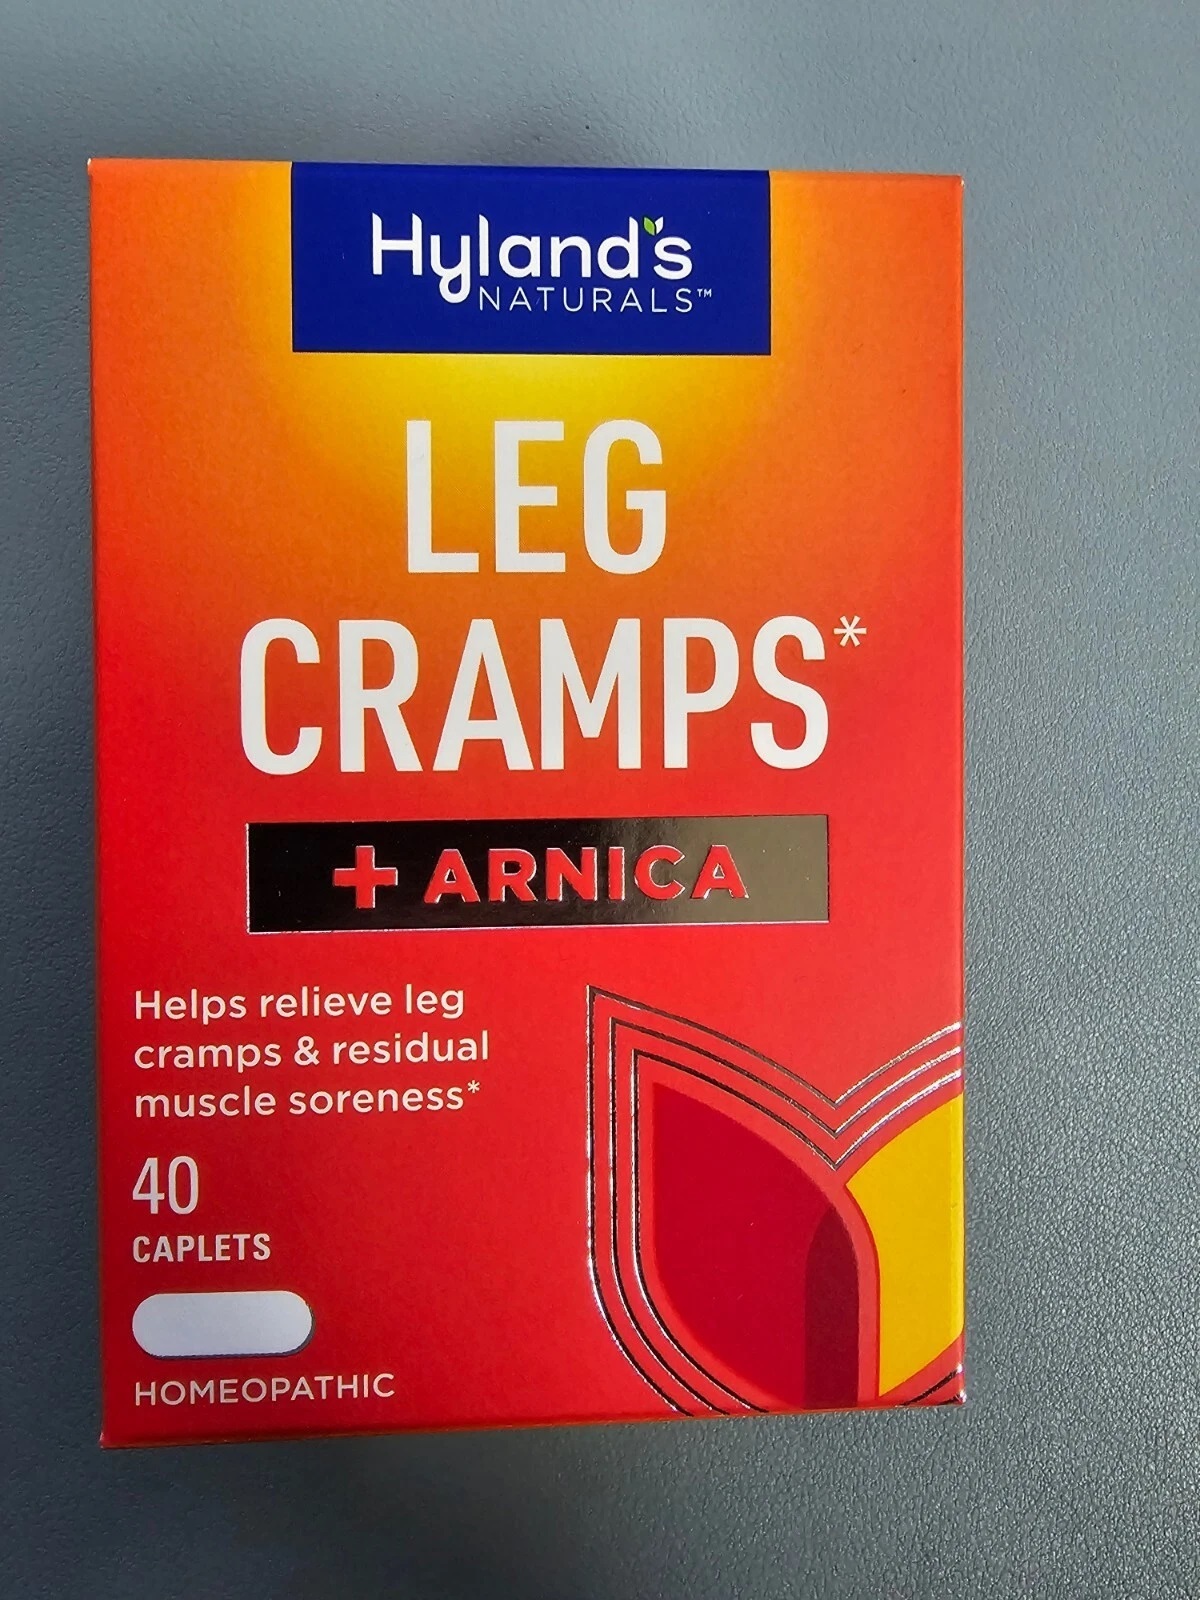 Hyland's
NATURALS™
LEG
CRAMPS*
+ ARNICA
Helps relieve leg
cramps & residual
muscle soreness*
40
CAPLETS
HOMEOPATHIC